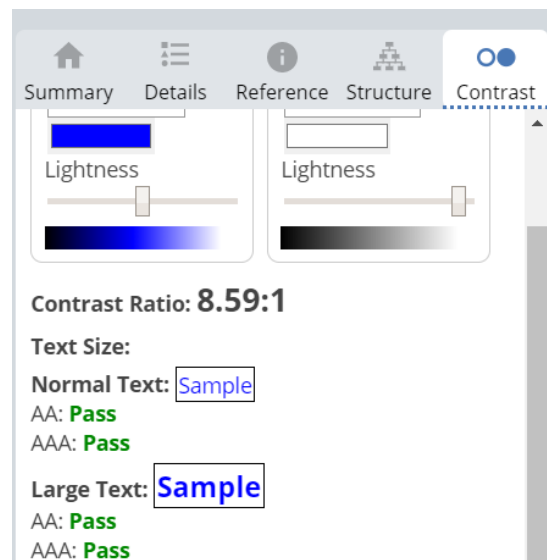 Summary Details Reference Structure Contrast
Lightness Lightness
Contrast Ratio: 8.59:1
Text Size:
Normal Text: Sample
AA: Pass
AAA: Pass
Large Text: Sample
AA: Pass
AAA: Pass